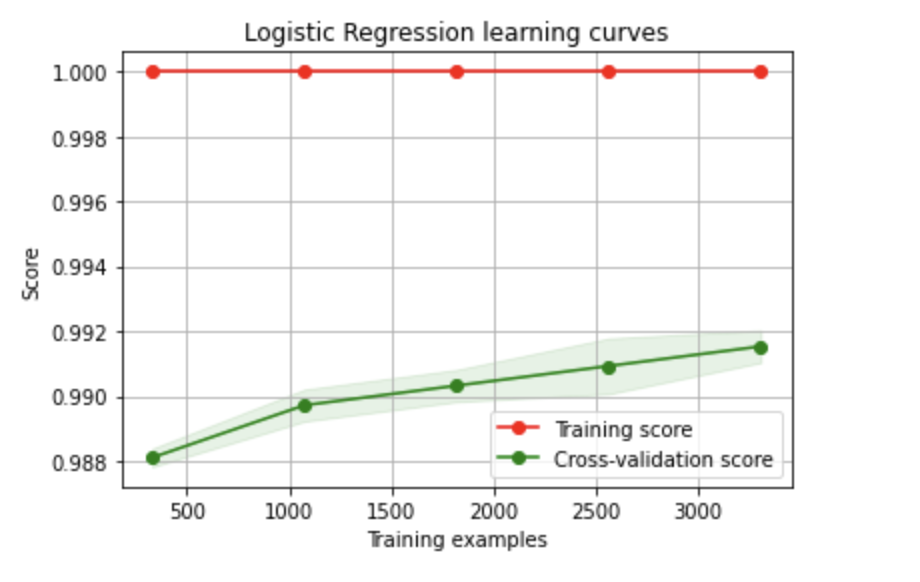 Logistic Regression learning curves
1.000
0.998
0.996
0.994
0.992
0.990
0.988
Score
Training score
Cross-validation score
500 1000 1500 2000 2500 3000
Training examples